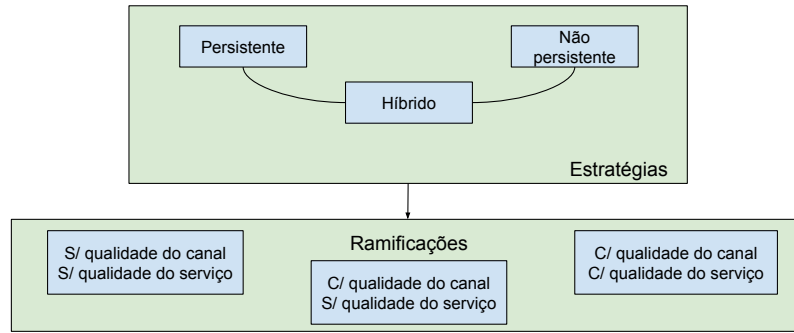 Persistente
Não
persistente
Híbrido
Estratégias
Ramificações
S/ qualidade do canal
S/ qualidade do serviço
C/ qualidade do canal
S/ qualidade do serviço
C/ qualidade do canal
C/ qualidade do serviço